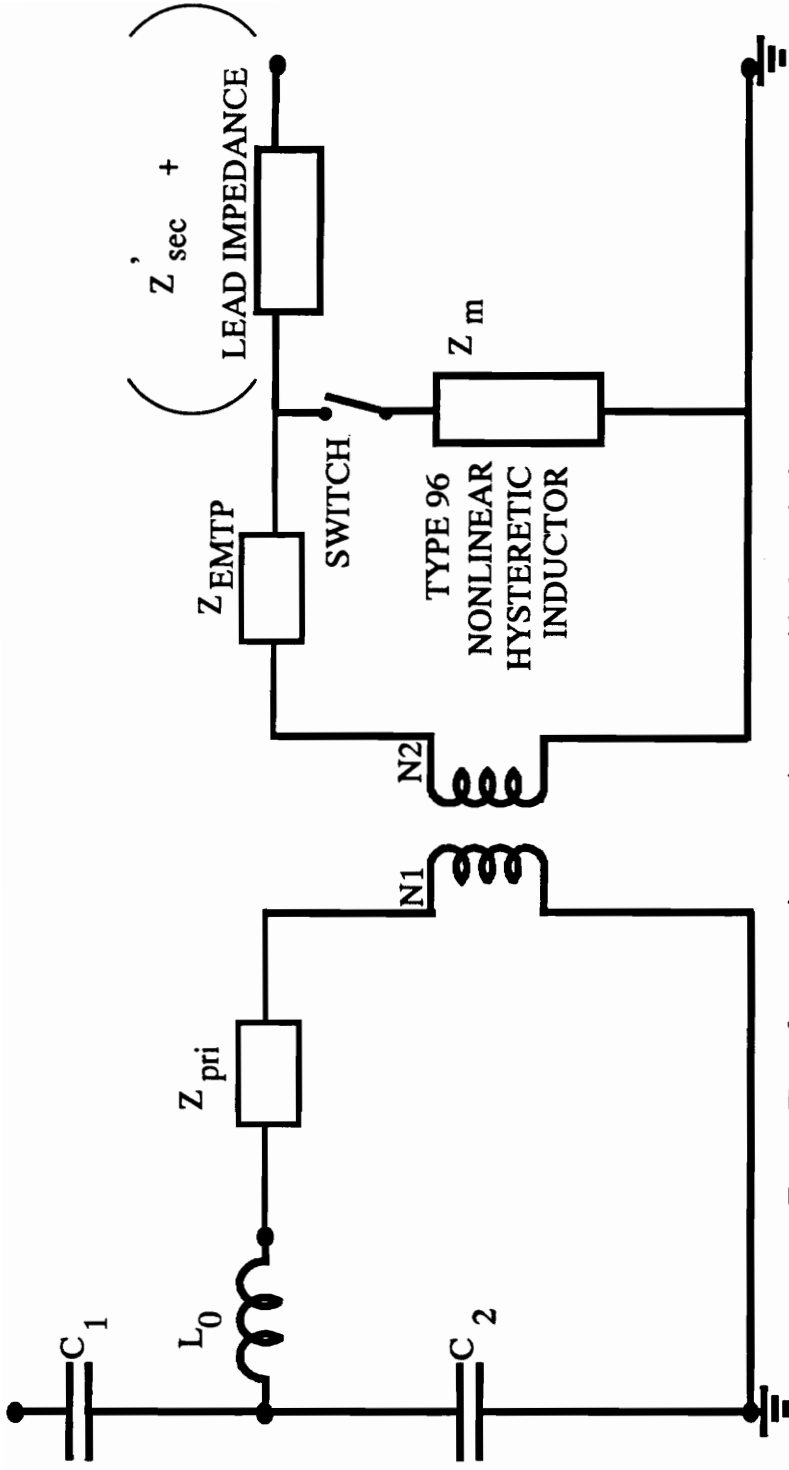 C1
L0
C2
Zpri
N1
N2
ZEMTP
SWITCH
TYPE 96
NONLINEAR
HYSTERETIC
INDUCTOR
Zm
( Z'sec +
LEAD IMPEDANCE )